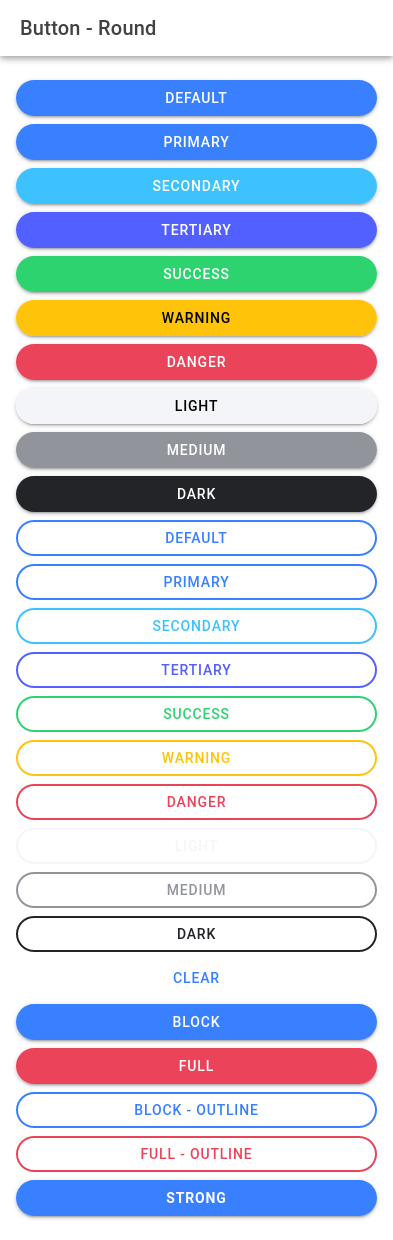 Button - Round
DEFAULT
PRIMARY
SECONDARY
TERTIARY
SUCCESS
WARNING
DANGER
LIGHT
MEDIUM
DARK
DEFAULT
PRIMARY
SECONDARY
TERTIARY
SUCCESS
WARNING
DANGER
LIGHT
MEDIUM
DARK
CLEAR
BLOCK
FULL
BLOCK - OUTLINE
FULL - OUTLINE
STRONG